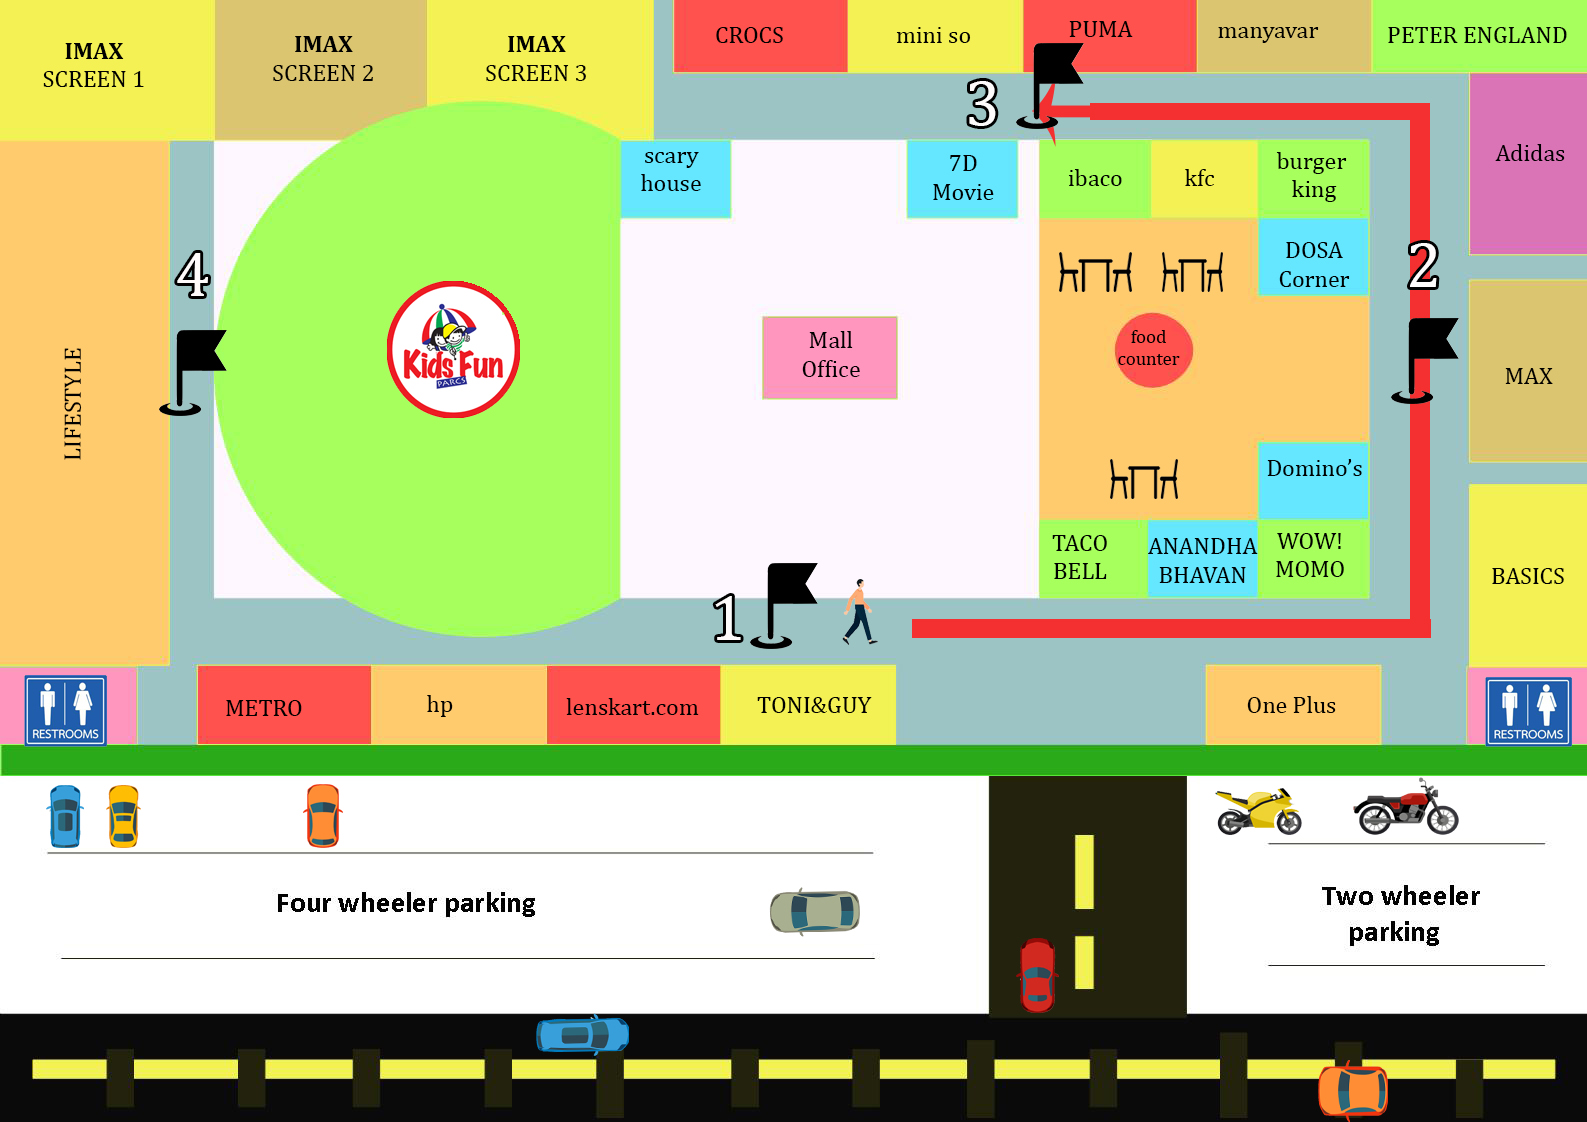 IMAX
SCREEN 1
IMAX
SCREEN 2
IMAX
SCREEN 3
CROCS
mini so
PUMA
manyavar
PETER ENGLAND
3
scary
house
7D
Movie
ibaco
kfc
burger
king
Adidas
4
DOSA
Corner
2
LIFESTYLE
Kids Fun
PARCS
Mall
Office
food
counter
MAX
Domino's
1
TACO
BELL
ANANDHA
BHAVAN
WOW!
MOMO
BASICS
RESTROOMS
METRO
hp
lenskart.com
TONI&GUY
One Plus
RESTROOMS
Four wheeler parking
Two wheeler
parking